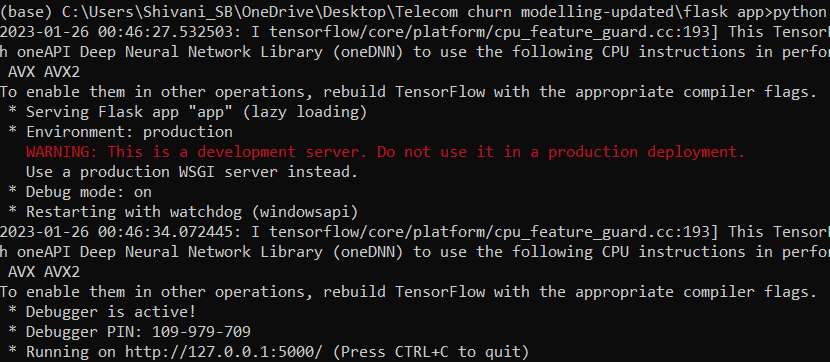 (base) C:\Users\Shivani_SB\OneDrive\Desktop\Telecom churn modelling-updated\flask app>python
2023-01-26 00:46:27.532503: I tensorflow/core/platform/cpu_feature_guard.cc:193] This Tensor
h oneAPI Deep Neural Network Library (oneDNN) to use the following CPU instructions in perfor
AVX AVX2
To enable them in other operations, rebuild TensorFlow with the appropriate compiler flags.
* Serving Flask app "app" (lazy loading)
* Environment: production
WARNING: This is a development server. Do not use it in a production deployment.
Use a production WSGI server instead.
* Debug mode: on
* Restarting with watchdog (windowsapi)
2023-01-26 00:46:34.072445: I tensorflow/core/platform/cpu_feature_guard.cc:193] This Tensor
h oneAPI Deep Neural Network Library (oneDNN) to use the following CPU instructions in perfor
AVX AVX2
To enable them in other operations, rebuild TensorFlow with the appropriate compiler flags.
* Debugger is active!
* Debugger PIN: 109-979-709
* Running on http://127.0.0.1:5000/ (Press CTRL+C to quit)